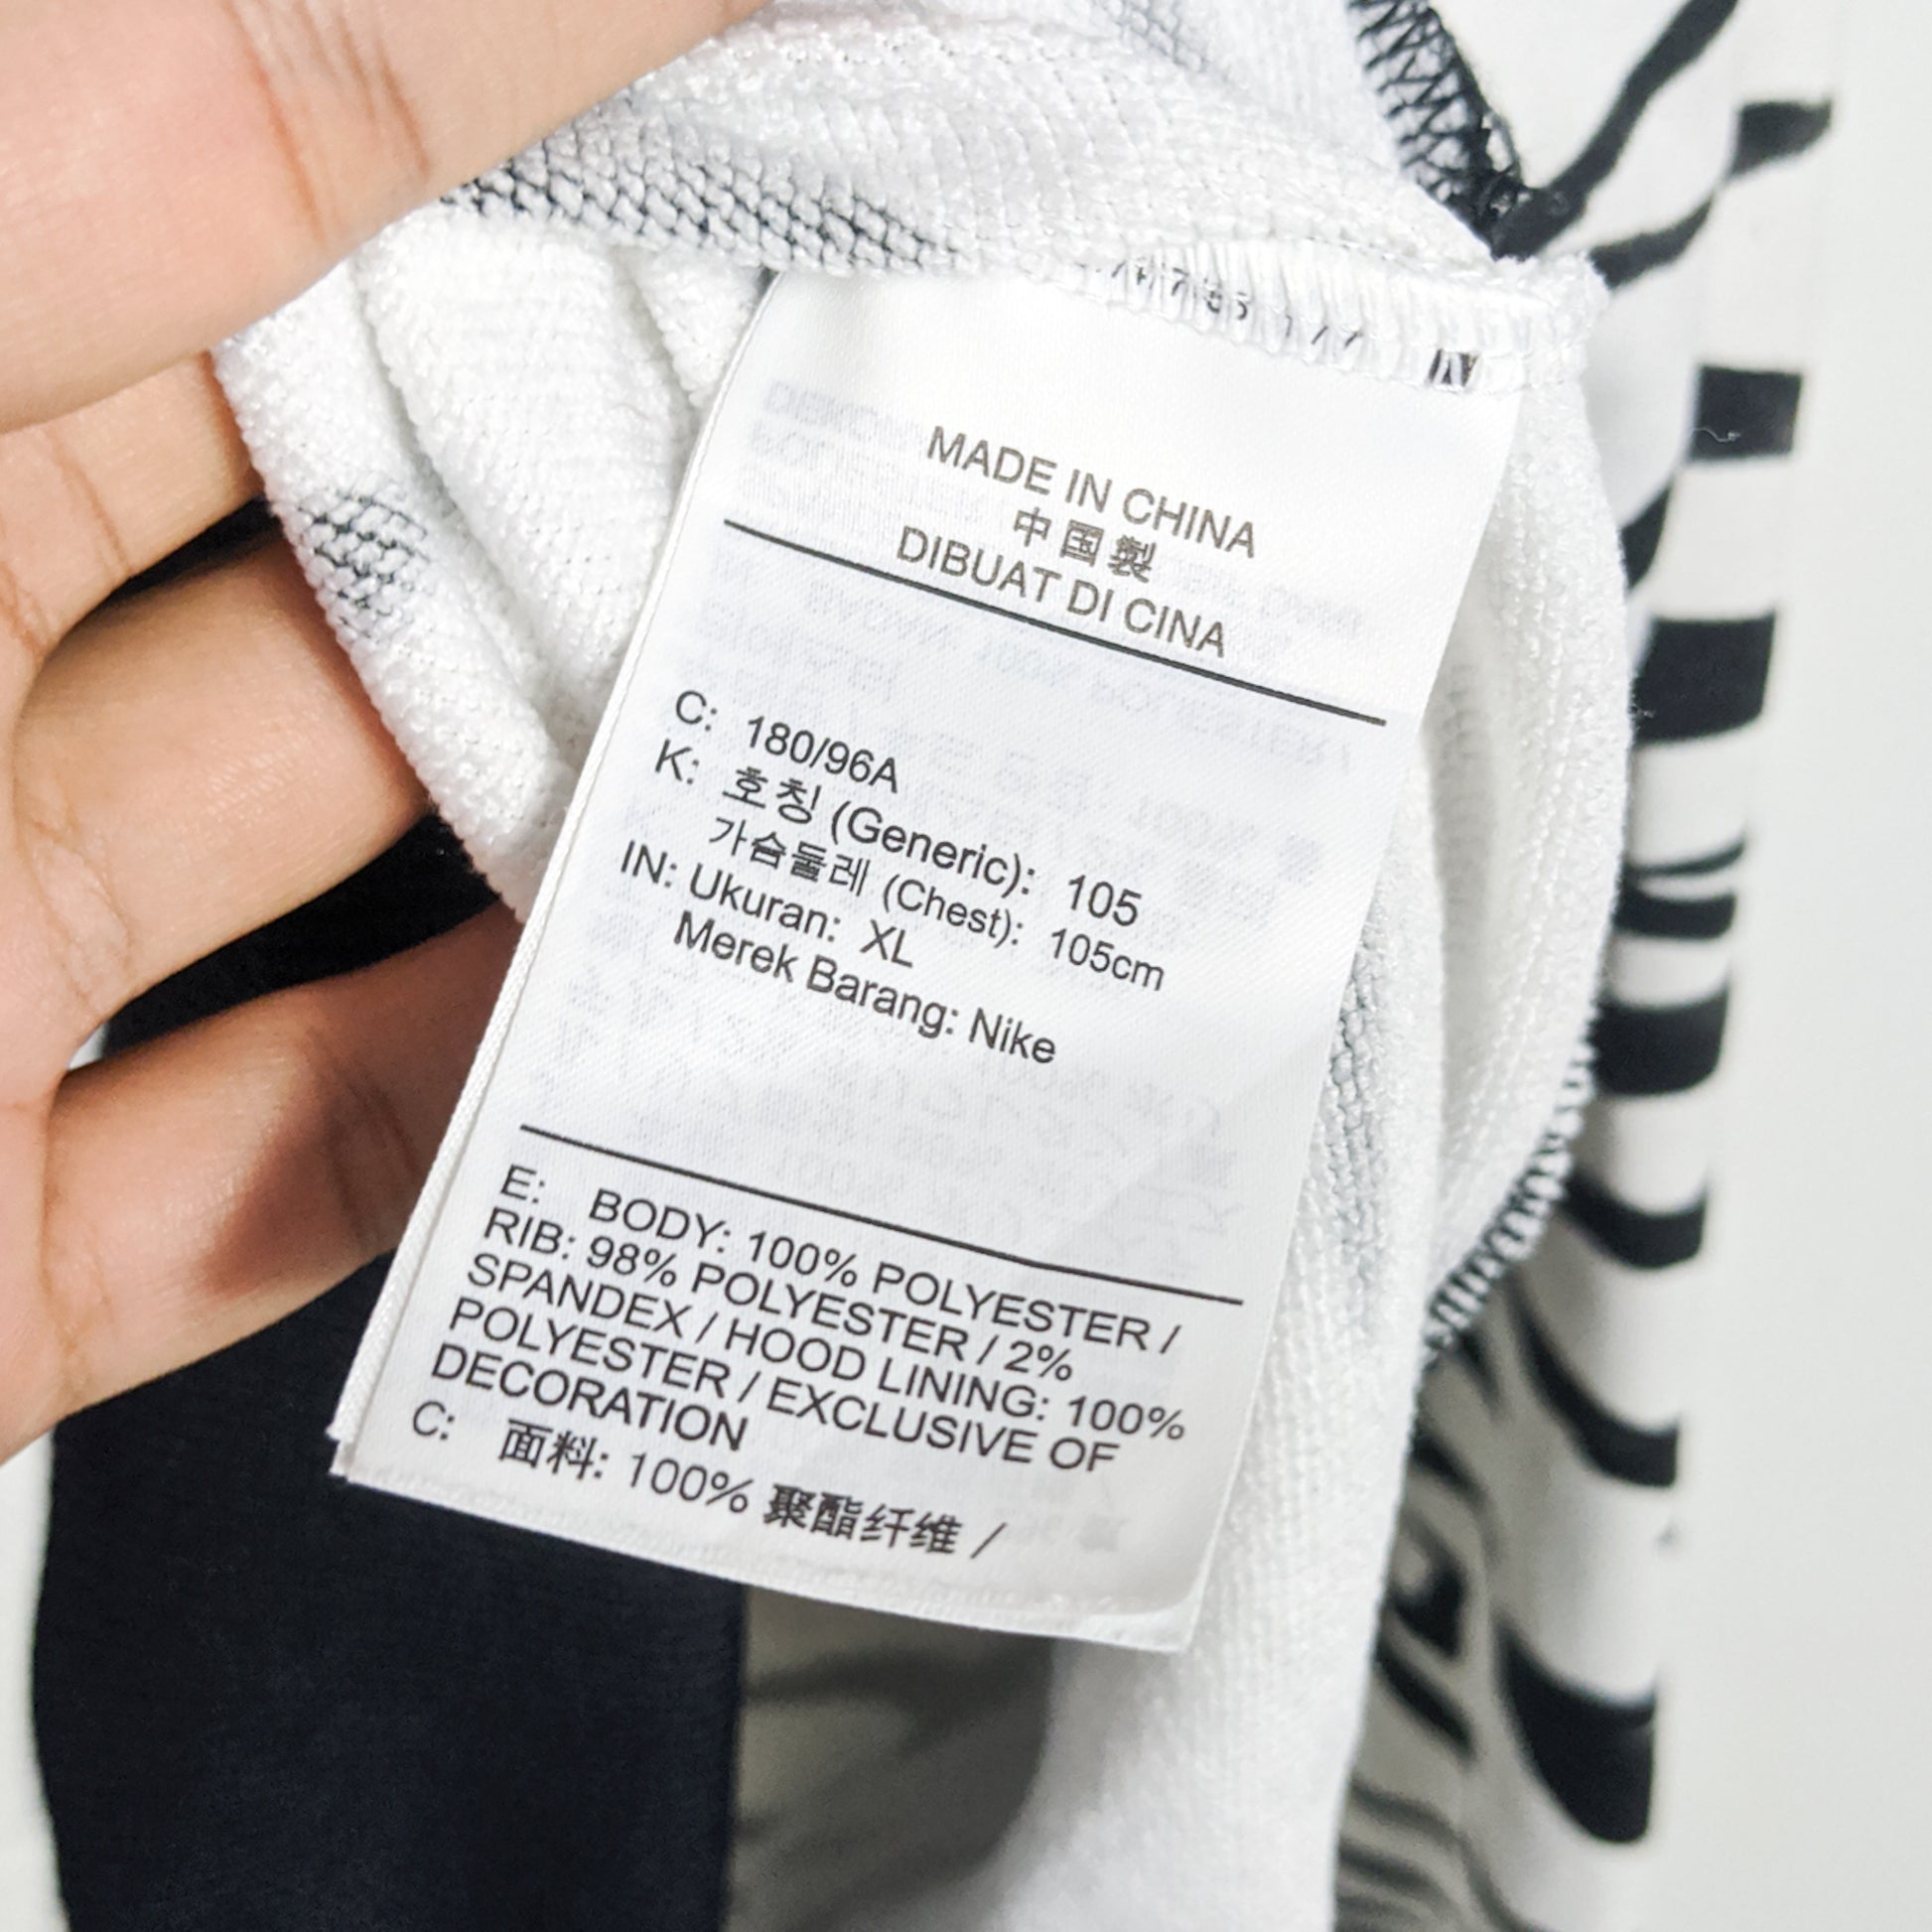 MADE IN CHINA
中国製
DIBUAT DI CINA
C: 180/96A
K: 호칭 (Generic): 105
가슴둘레 (Chest): 105cm
IN: Ukuran: XL
Merek Barang: Nike
E: BODY: 100% POLYESTER /
RIB: 98% POLYESTER / 2%
SPANDEX / HOOD LINING: 100%
POLYESTER / EXCLUSIVE OF
DECORATION
C: 面料: 100% 聚酯纤维 /